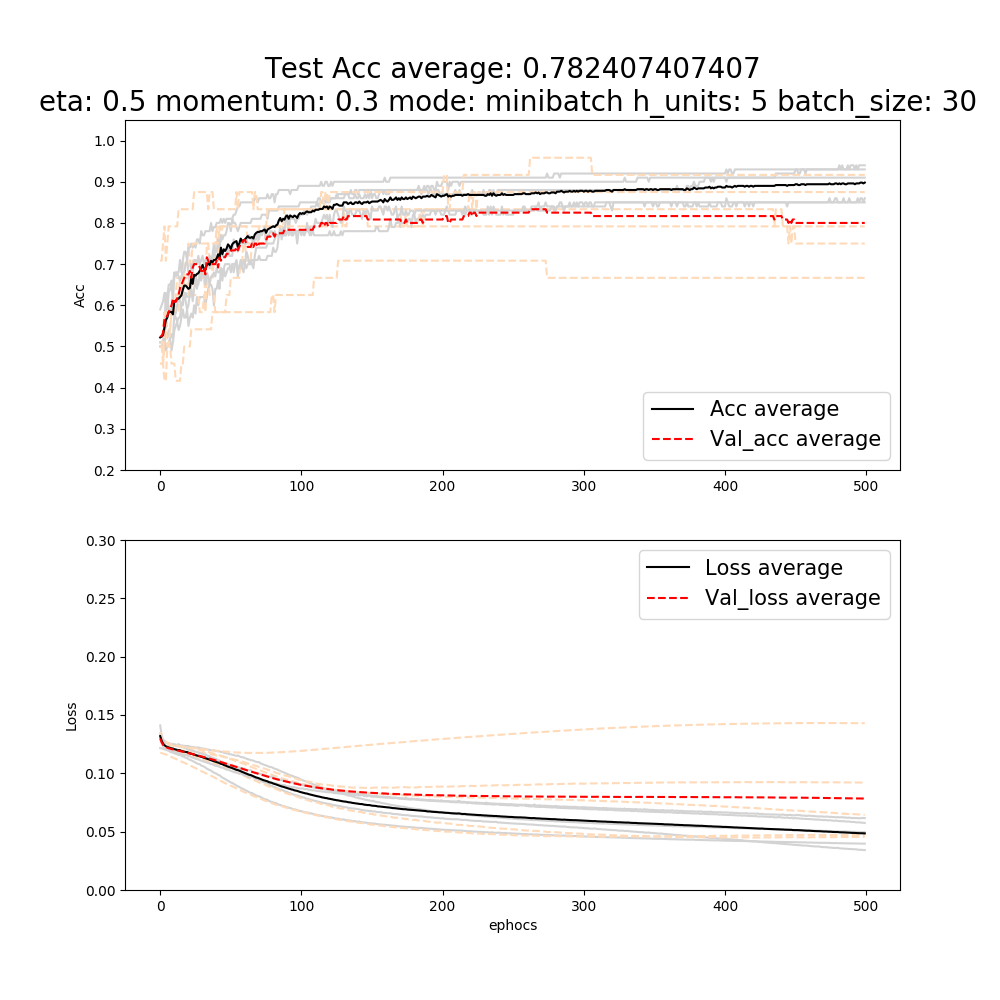 Test Acc average: 0.782407407407
eta: 0.5 momentum: 0.3 mode: minibatch h_units: 5 batch_size: 30
1.0
0.9
0.8
0.7
0.6
0.5
0.4
0.3
0.2
Acc
Acc average
Val_acc average
0 100 200 300 400 500
0.30
0.25
0.20
0.15
0.10
0.05
0.00
Loss
Loss average
Val_loss average
0 100 200 300 400 500
ephocs